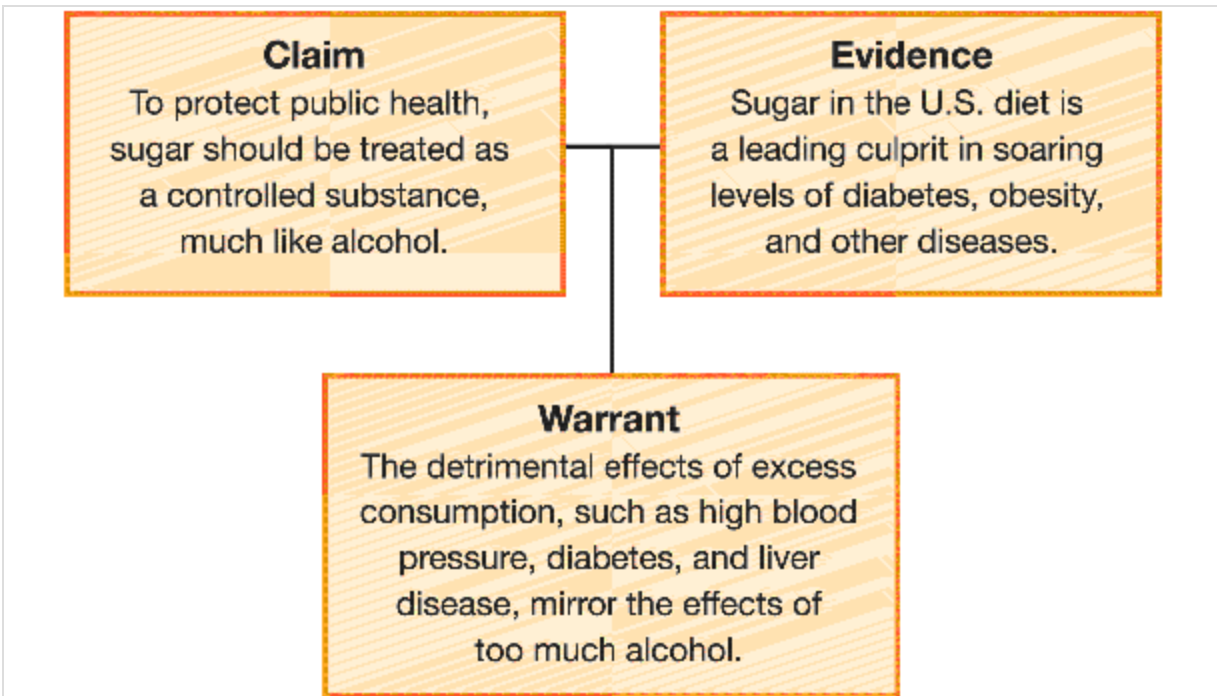 Claim
To protect public health,
sugar should be treated as
a controlled substance,
much like alcohol.
Evidence
Sugar in the U.S. diet is
a leading culprit in soaring
levels of diabetes, obesity,
and other diseases.
Warrant
The detrimental effects of excess
consumption, such as high blood
pressure, diabetes, and liver
disease, mirror the effects of
too much alcohol.